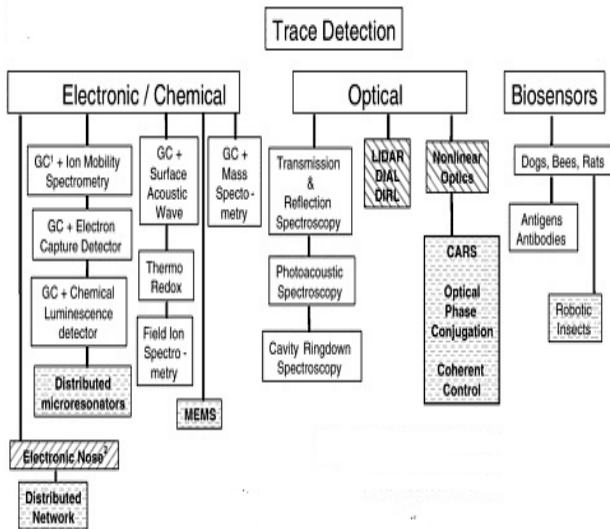 Trace Detection
Electronic / Chemical
Optical
Biosensors
GC¹ + Ion Mobility
Spectrometry
GC + Electron
Capture Detector
GC + Chemical
Luminescence
detector
Distributed
microresonators
Electronic Nose²
Distributed
Network
GC +
Surface
Acoustic
Wave
Thermo
Redox
Field Ion
Spectro-
metry
MEMS
GC +
Mass
Specto-
metry
Transmission
&
Reflection
Spectroscopy
Photoacoustic
Spectroscopy
Cavity Ringdown
Spectroscopy
LIDAR
DIAL
DIRL
Nonlinear
Optics
CARS
Optical
Phase
Conjugation
Coherent
Control
Dogs, Bees, Rats
Antigens
Antibodies
Robotic
Insects